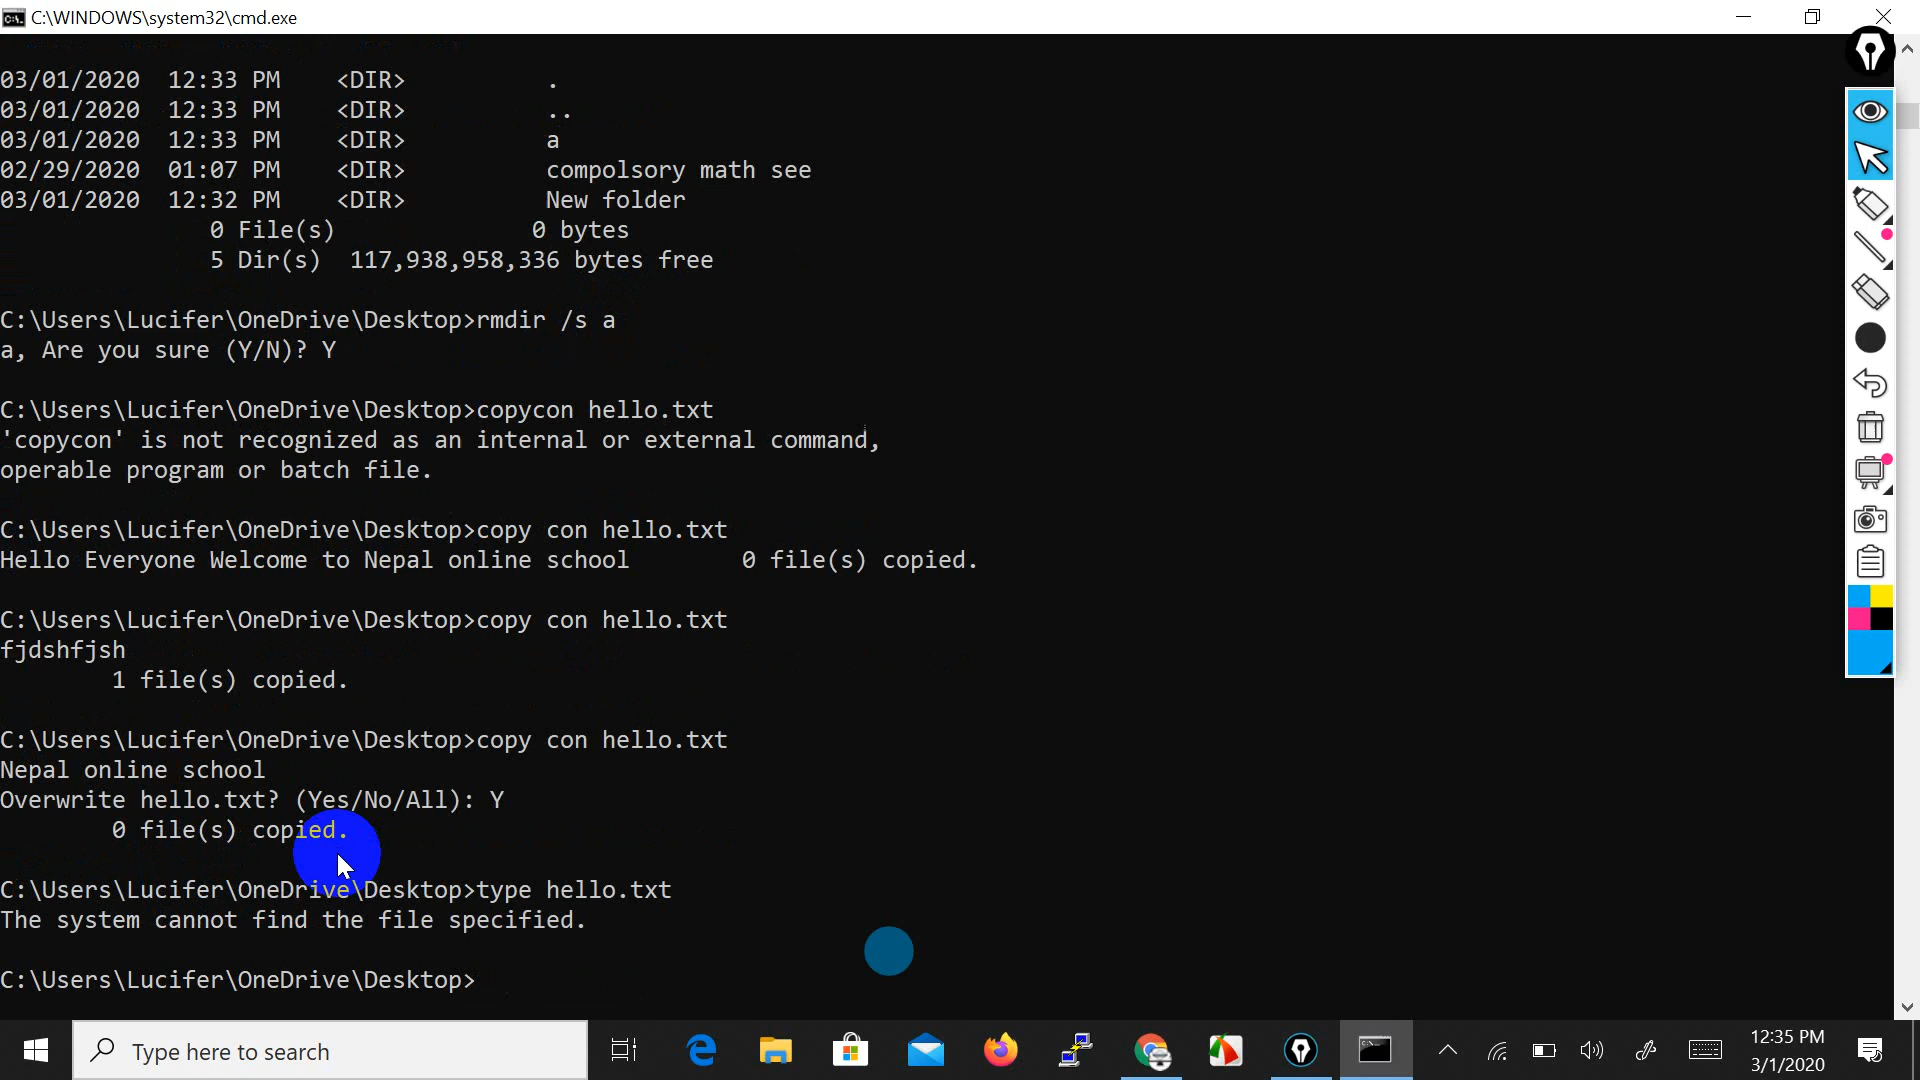 C:\WINDOWS\system32\cmd.exe
03/01/2020  12:33 PM    <DIR>          .
03/01/2020  12:33 PM    <DIR>          ..
03/01/2020  12:33 PM    <DIR>          a
02/29/2020  01:07 PM    <DIR>          compolsory math see
03/01/2020  12:32 PM    <DIR>          New folder
               0 File(s)              0 bytes
               5 Dir(s)  117,938,958,336 bytes free
C:\Users\Lucifer\OneDrive\Desktop>rmdir /s a
a, Are you sure (Y/N)? Y
C:\Users\Lucifer\OneDrive\Desktop>copycon hello.txt
'copycon' is not recognized as an internal or external command,
operable program or batch file.
C:\Users\Lucifer\OneDrive\Desktop>copy con hello.txt
Hello Everyone Welcome to Nepal online school        0 file(s) copied.
C:\Users\Lucifer\OneDrive\Desktop>copy con hello.txt
fjdshfjsh
        1 file(s) copied.
C:\Users\Lucifer\OneDrive\Desktop>copy con hello.txt
Nepal online school
Overwrite hello.txt? (Yes/No/All): Y
        0 file(s) copied.
C:\Users\Lucifer\OneDrive\Desktop>type hello.txt
The system cannot find the file specified.
C:\Users\Lucifer\OneDrive\Desktop>
Type here to search
12:35 PM
3/1/2020